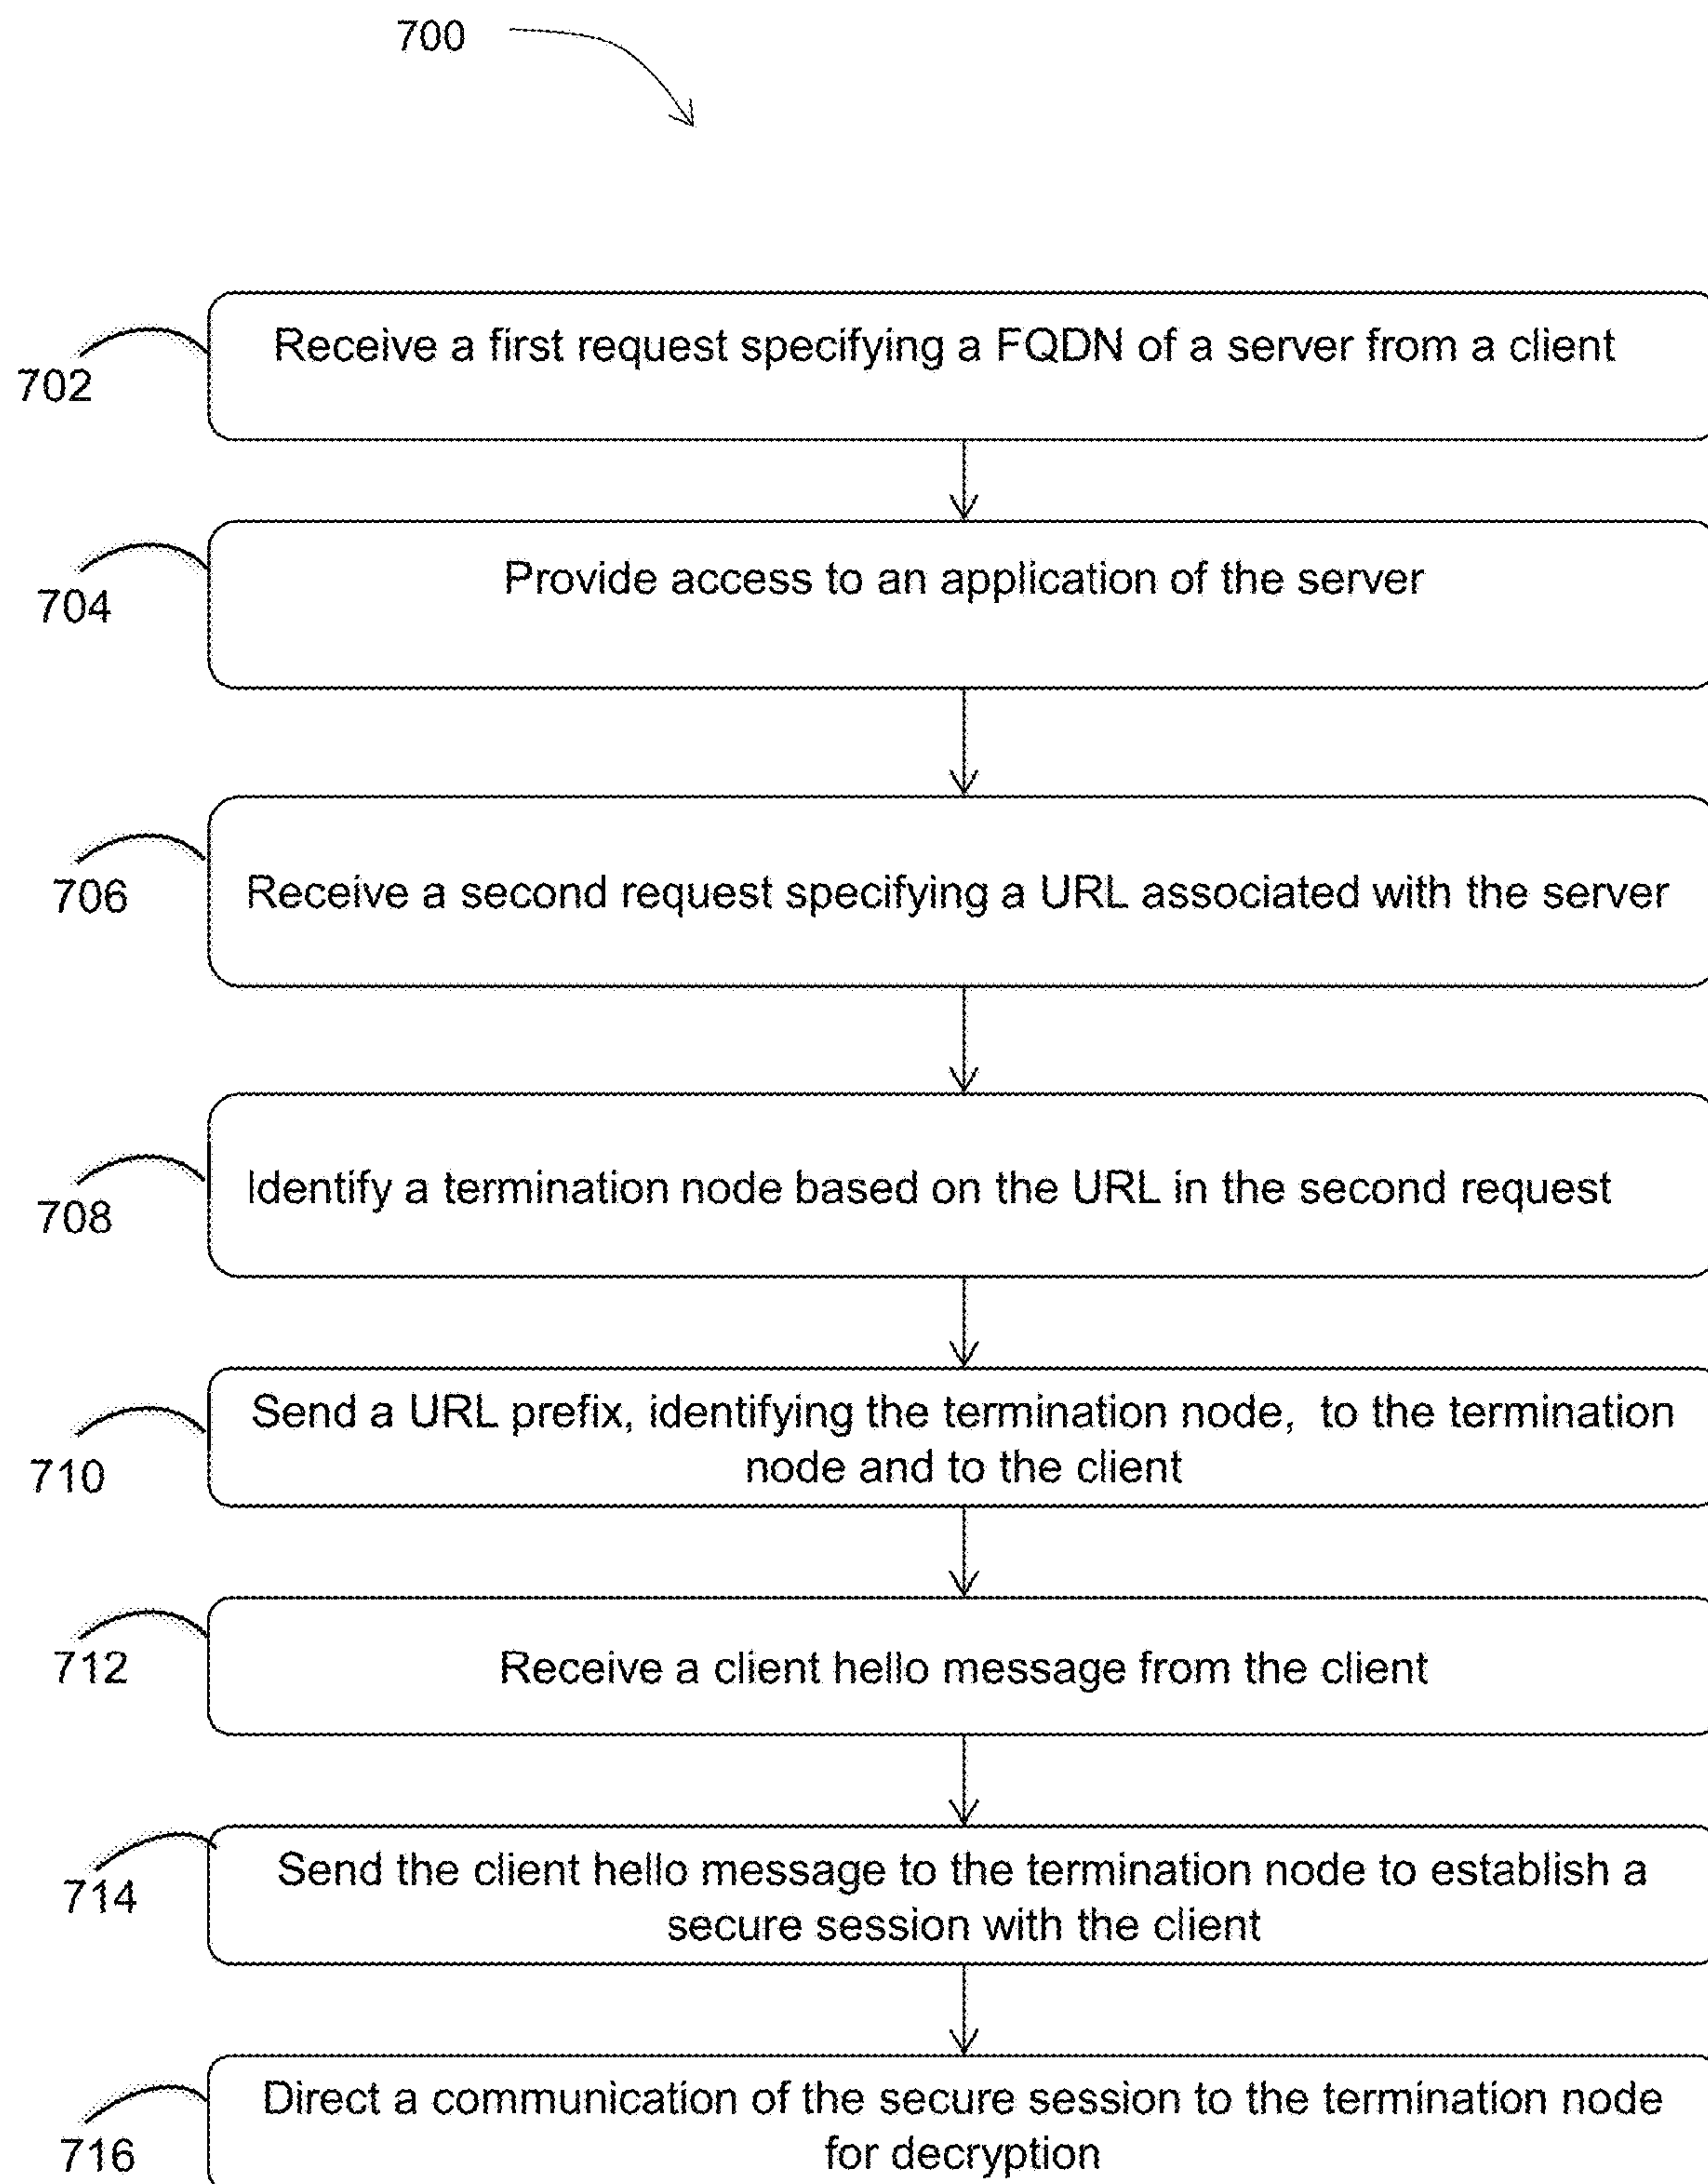 700
702
Receive a first request specifying a FQDN of a server from a client
704
Provide access to an application of the server
706
Receive a second request specifying a URL associated with the server
708
Identify a termination node based on the URL in the second request
710
Send a URL prefix, identifying the termination node, to the termination
node and to the client
712
Receive a client hello message from the client
714
Send the client hello message to the termination node to establish a
secure session with the client
716
Direct a communication of the secure session to the termination node
for decryption